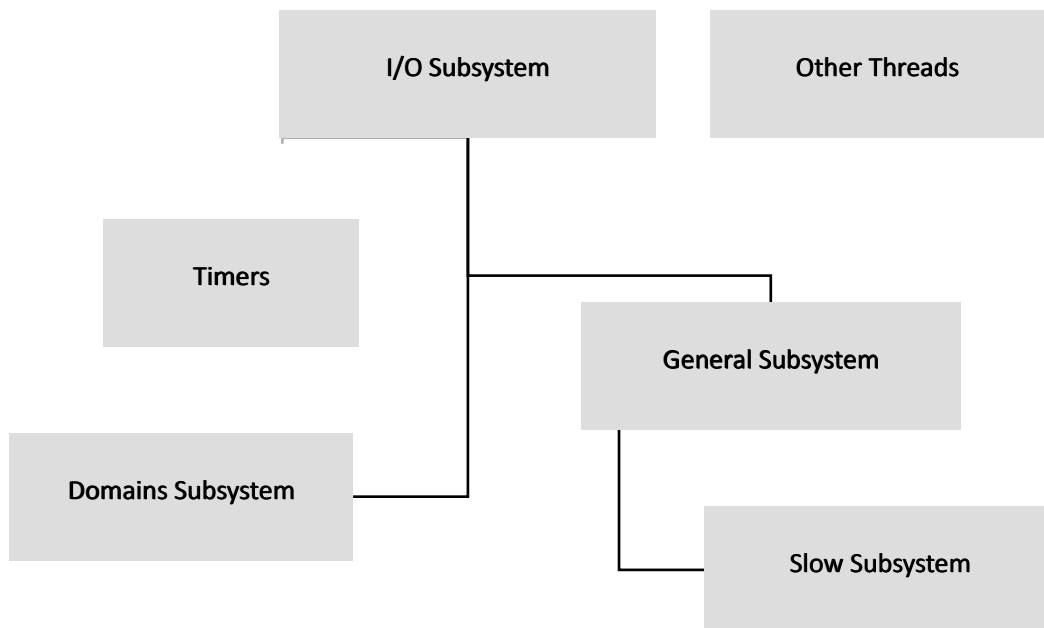 I/O Subsystem
Other Threads
Timers
General Subsystem
Domains Subsystem
Slow Subsystem